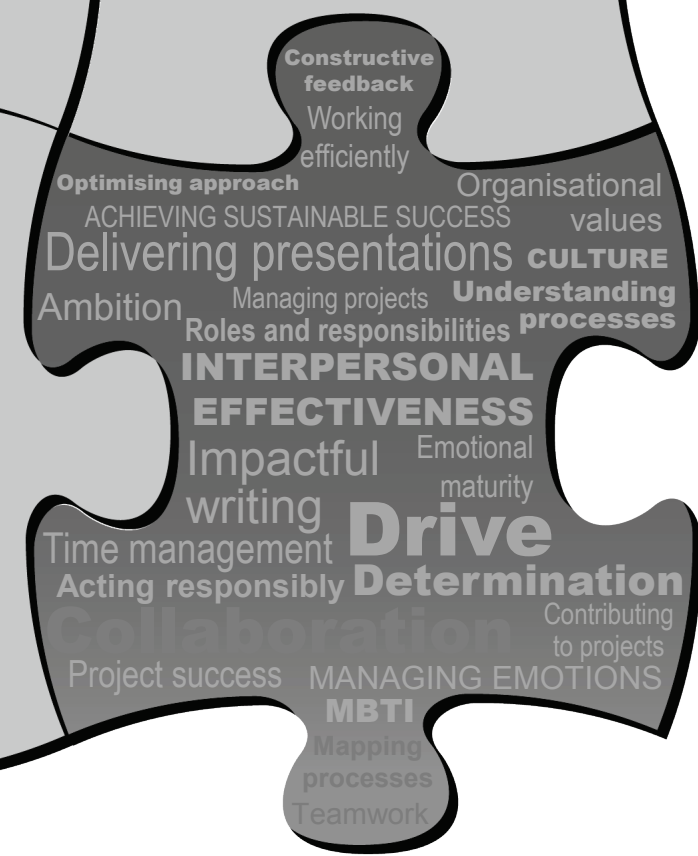 Constructive
feedback
Working
efficiently
Optimising approach
Organisational
values
ACHIEVING SUSTAINABLE SUCCESS
Delivering presentations
CULTURE
Ambition
Managing projects
Understanding
processes
Roles and responsibilities
INTERPERSONAL
EFFECTIVENESS
Impactful
writing
Emotional
maturity
Drive
Time management
Acting responsibly
Determination
Collaboration
Contributing
to projects
Project success
MANAGING EMOTIONS
MBTI
Mapping
processes
Teamwork